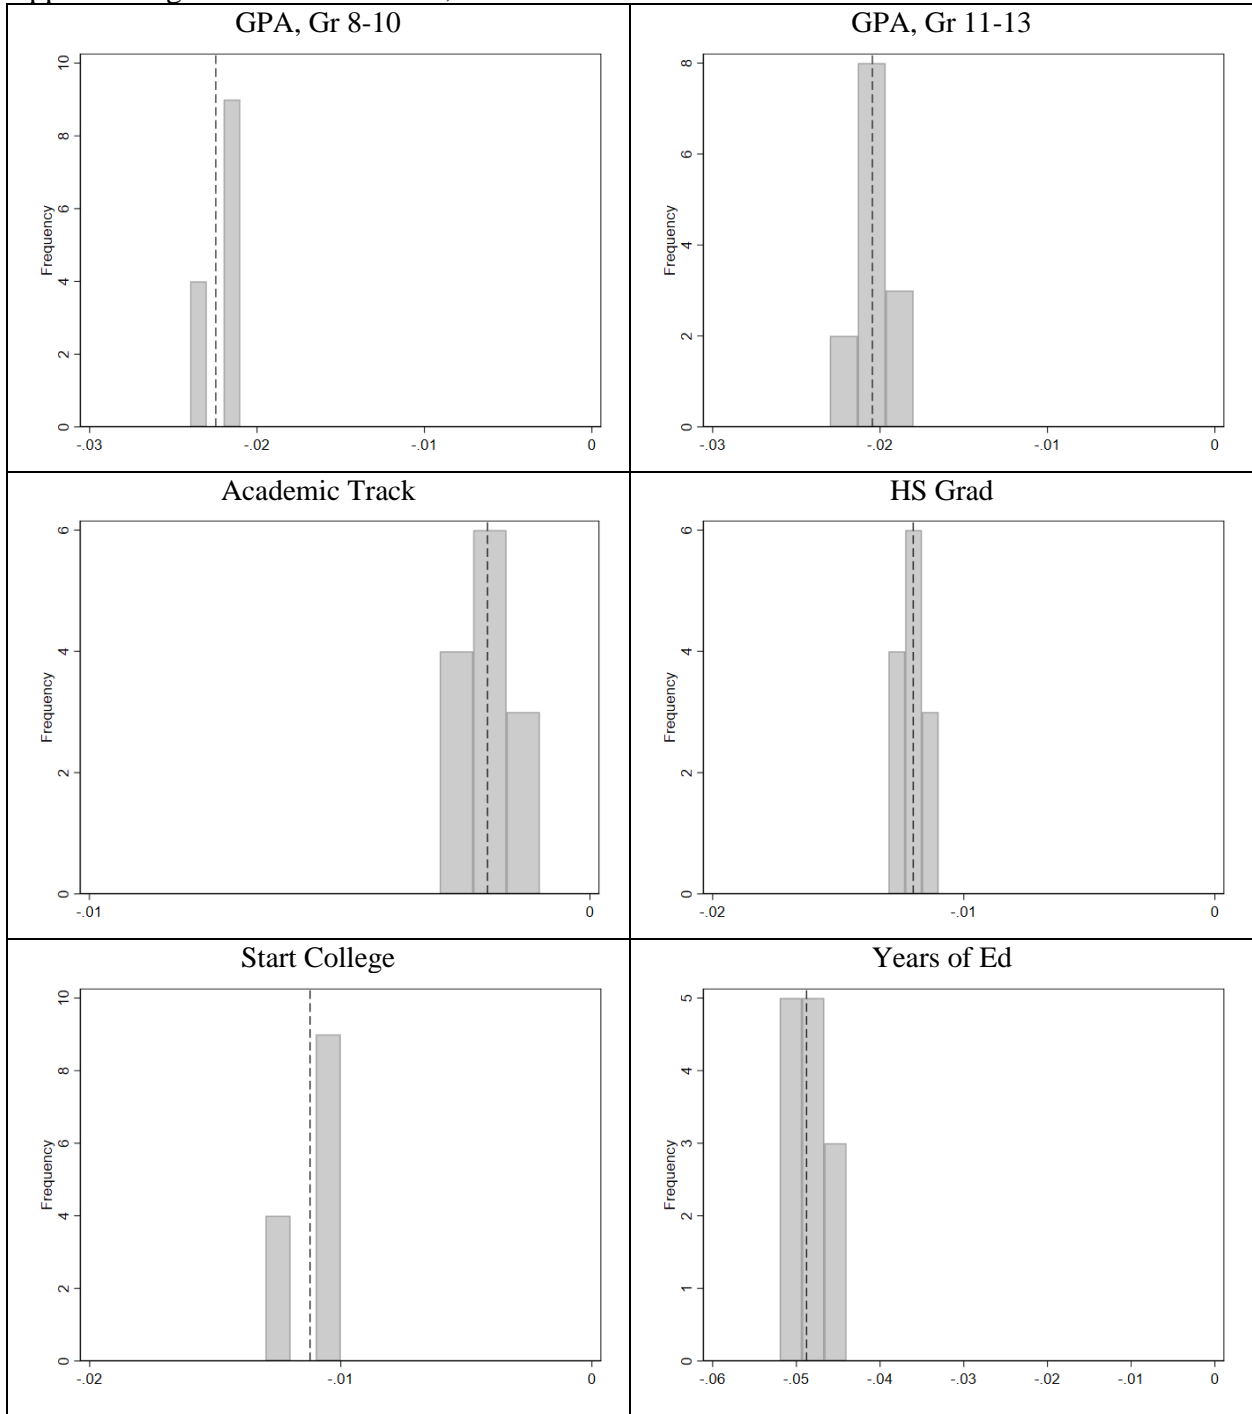 GPA, Gr 8-10
Frequency
0 2 4 6 8 10
-.03 -.02 -.01 0
GPA, Gr 11-13
Frequency
0 2 4 6 8
-.03 -.02 -.01 0
Academic Track
Frequency
0 2 4 6
-.01 0
HS Grad
Frequency
0 2 4 6
-.02 -.01 0
Start College
Frequency
0 2 4 6 8 10
-.02 -.01 0
Years of Ed
Frequency
0 1 2 3 4 5
-.06 -.05 -.04 -.03 -.02 -.01 0